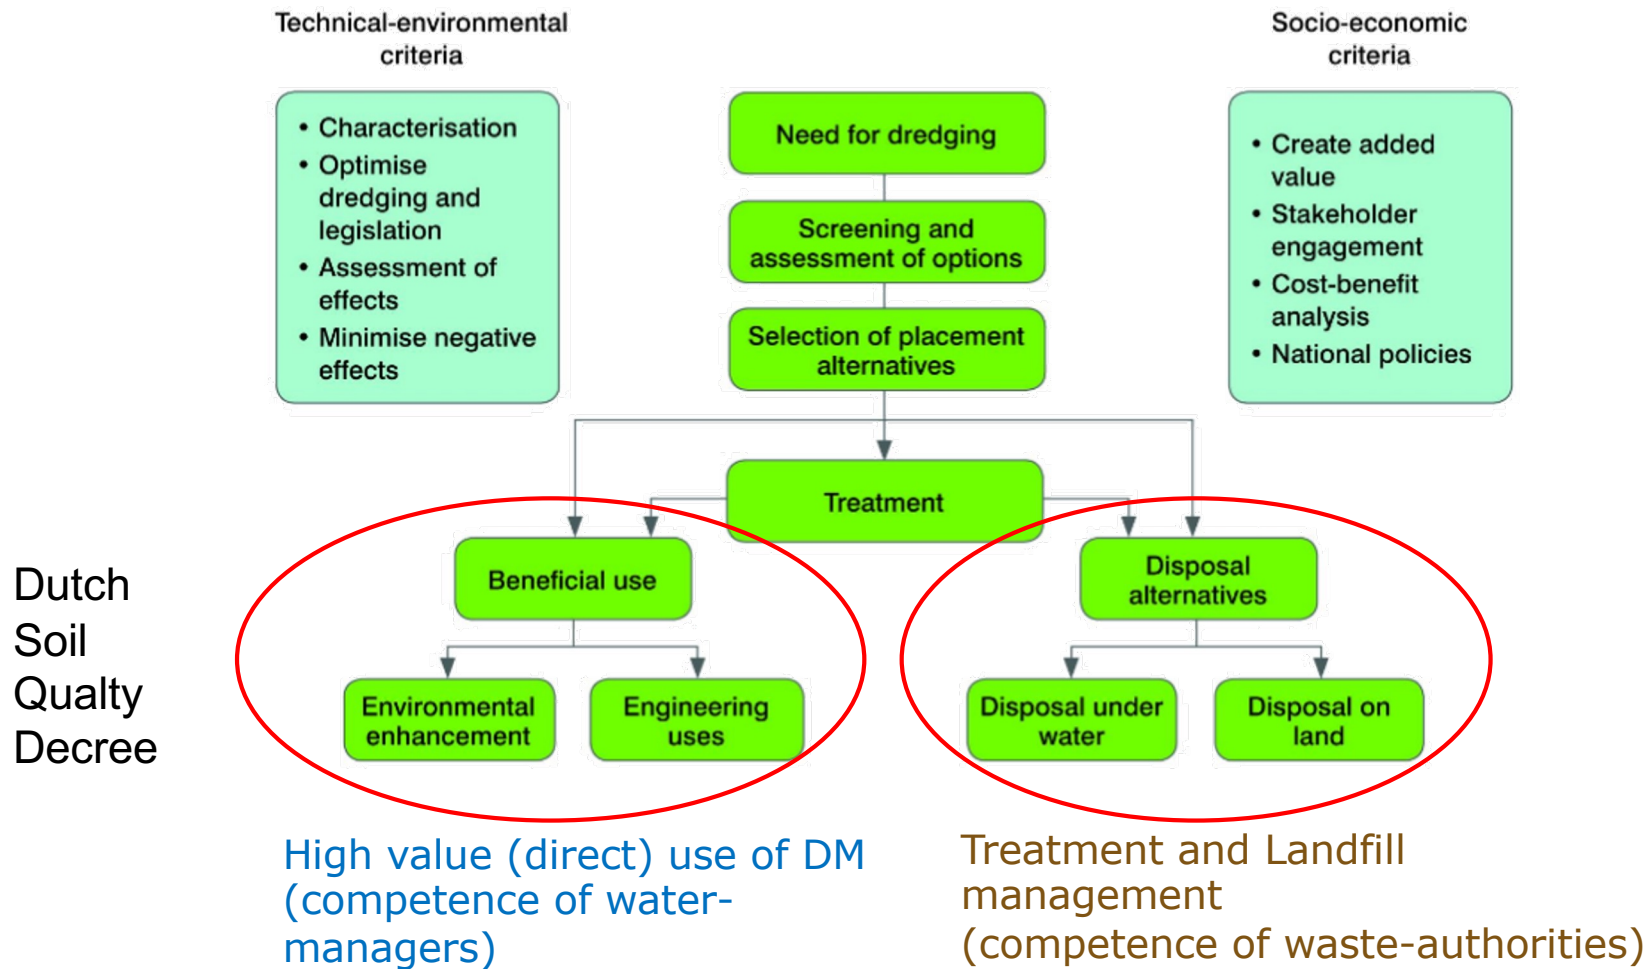 Technical-environmental
criteria
Socio-economic
criteria
• Characterisation
• Optimise
dredging and
legislation
• Assessment of
effects
• Minimise negative
effects
Need for dredging
Screening and
assessment of options
Selection of placement
alternatives
• Create added
value
• Stakeholder
engagement
• Cost-benefit
analysis
• National policies
Treatment
Beneficial use
Disposal
alternatives
Dutch
Soil
Qualty
Decree
Environmental
enhancement
Engineering
uses
Disposal under
water
Disposal on
land
High value (direct) use of DM
(competence of water-
managers)
Treatment and Landfill
management
(competence of waste-authorities)